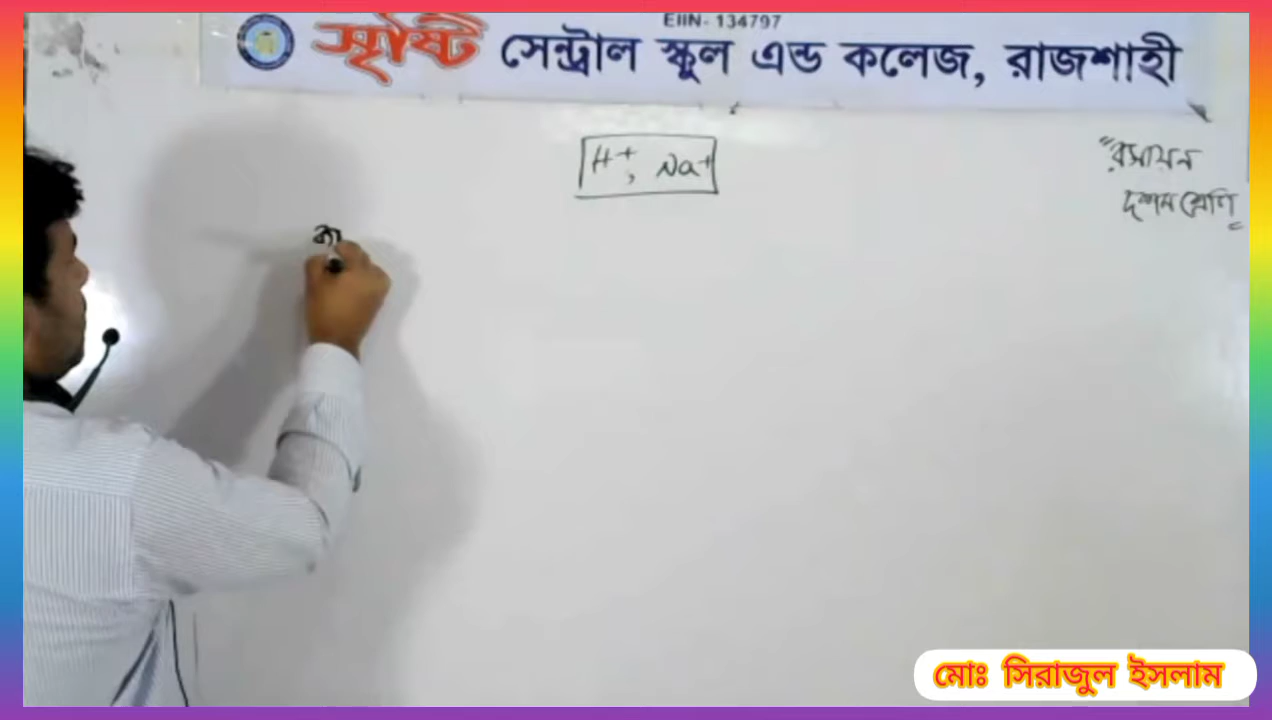 EIIN- 134797
সৃষ্টি সেন্ট্রাল স্কুল এন্ড কলেজ, রাজশাহী
H+, Na+
"রসায়ন
দশম শ্রেণি"
ক্যা
মোঃ সিরাজুল ইসলাম